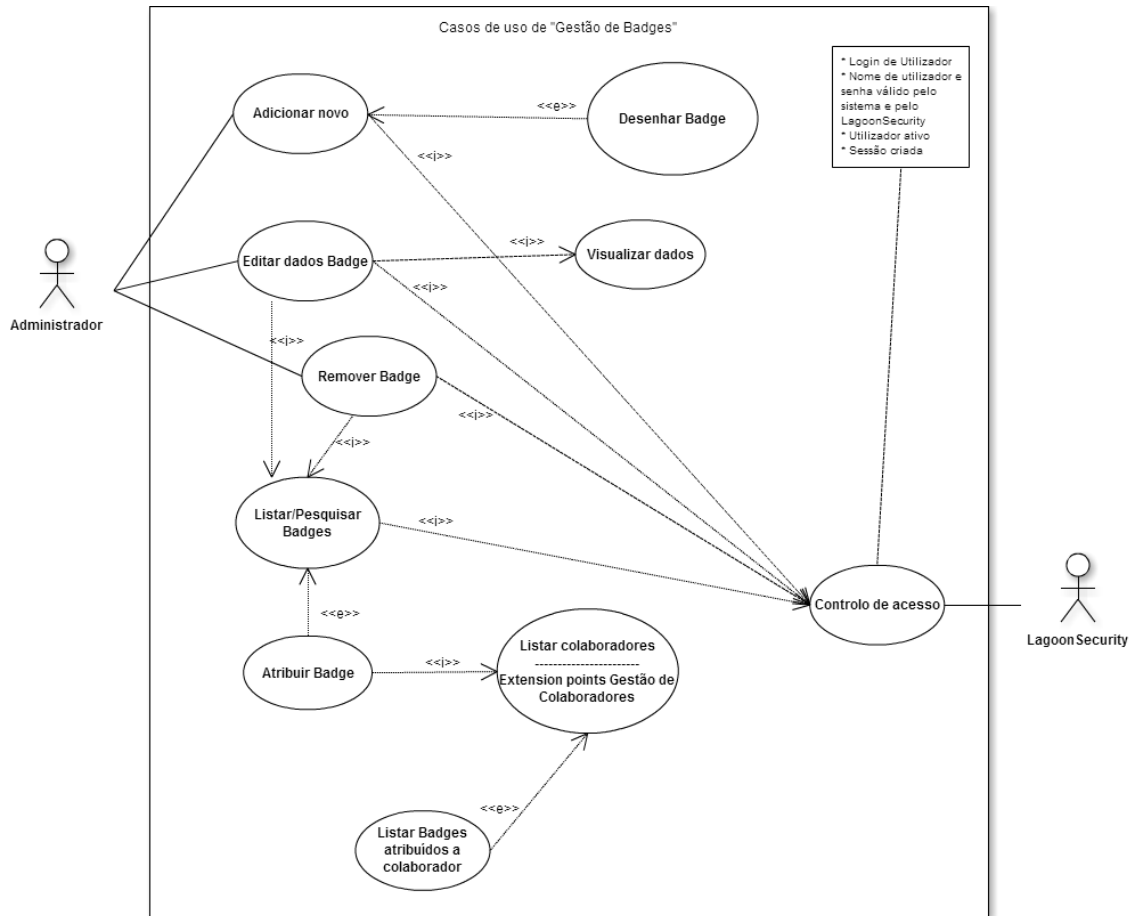 Casos de uso de "Gestão de Badges"
* Login de Utilizador
* Nome de utilizador e
senha válido pelo
sistema e pelo
LagoonSecurity
* Utilizador ativo
* Sessão criada
Adicionar novo
<<e>>
Desenhar Badge
<<i>>
Editar dados Badge
<<i>>
Visualizar dados
<<i>>
Administrador
<<i>>
Remover Badge
<<i>>
<<i>>
Listar/Pesquisar
Badges
<<i>>
Controlo de acesso
LagoonSecurity
<<e>>
Atribuir Badge
<<i>>
Listar colaboradores
----------------------
Extension points Gestão de
Colaboradores
<<e>>
Listar Badges
atribuídos a
colaborador